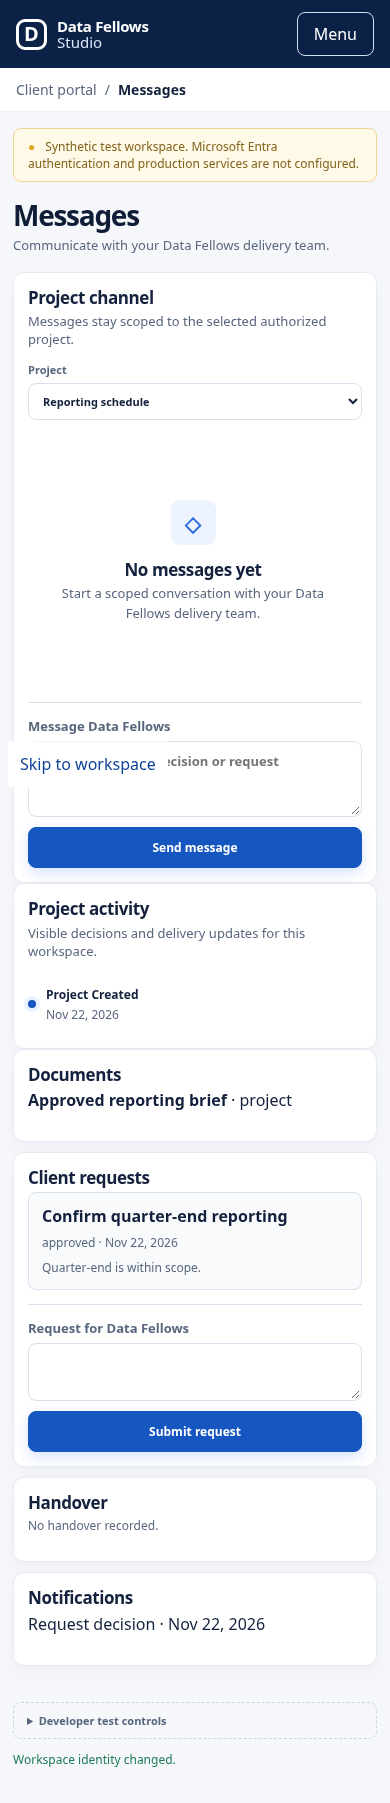 D Data Fellows
Studio
Menu
Client portal / Messages
Synthetic test workspace. Microsoft Entra
authentication and production services are not configured.
Messages
Communicate with your Data Fellows delivery team.
Project channel
Messages stay scoped to the selected authorized
project.
Project
Reporting schedule
No messages yet
Start a scoped conversation with your Data
Fellows delivery team.
Message Data Fellows
Skip to workspace
or request
Send message
Project activity
Visible decisions and delivery updates for this
workspace.
Project Created
Nov 22, 2026
Documents
Approved reporting brief · project
Client requests
Confirm quarter-end reporting
approved · Nov 22, 2026
Quarter-end is within scope.
Request for Data Fellows
Submit request
Handover
No handover recorded.
Notifications
Request decision · Nov 22, 2026
Developer test controls
Workspace identity changed.